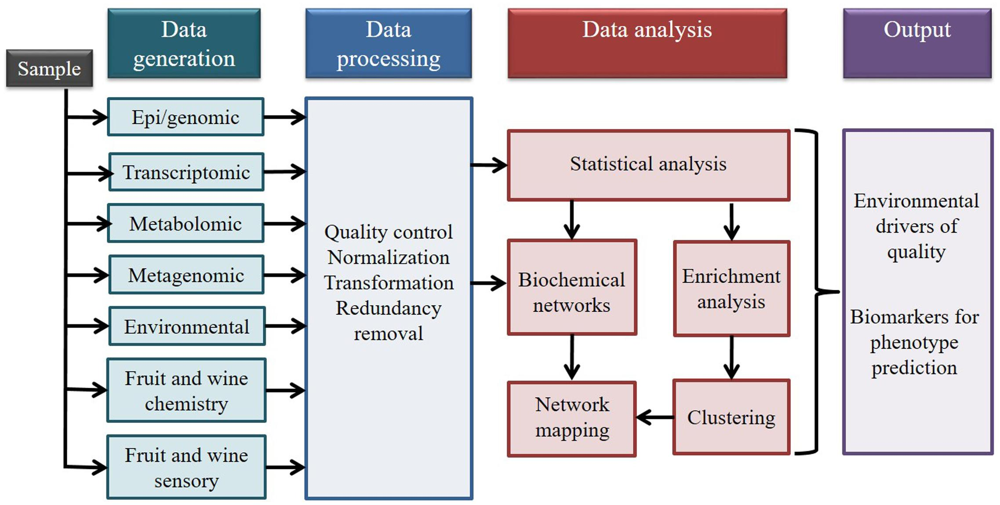 Sample
Data
generation
Data
processing
Data analysis
Output
Epi/genomic
Transcriptomic
Metabolomic
Metagenomic
Environmental
Fruit and wine
chemistry
Fruit and wine
sensory
Quality control
Normalization
Transformation
Redundancy
removal
Statistical analysis
Biochemical
networks
Enrichment
analysis
Network
mapping
Clustering
Environmental
drivers of
quality
Biomarkers for
phenotype
prediction